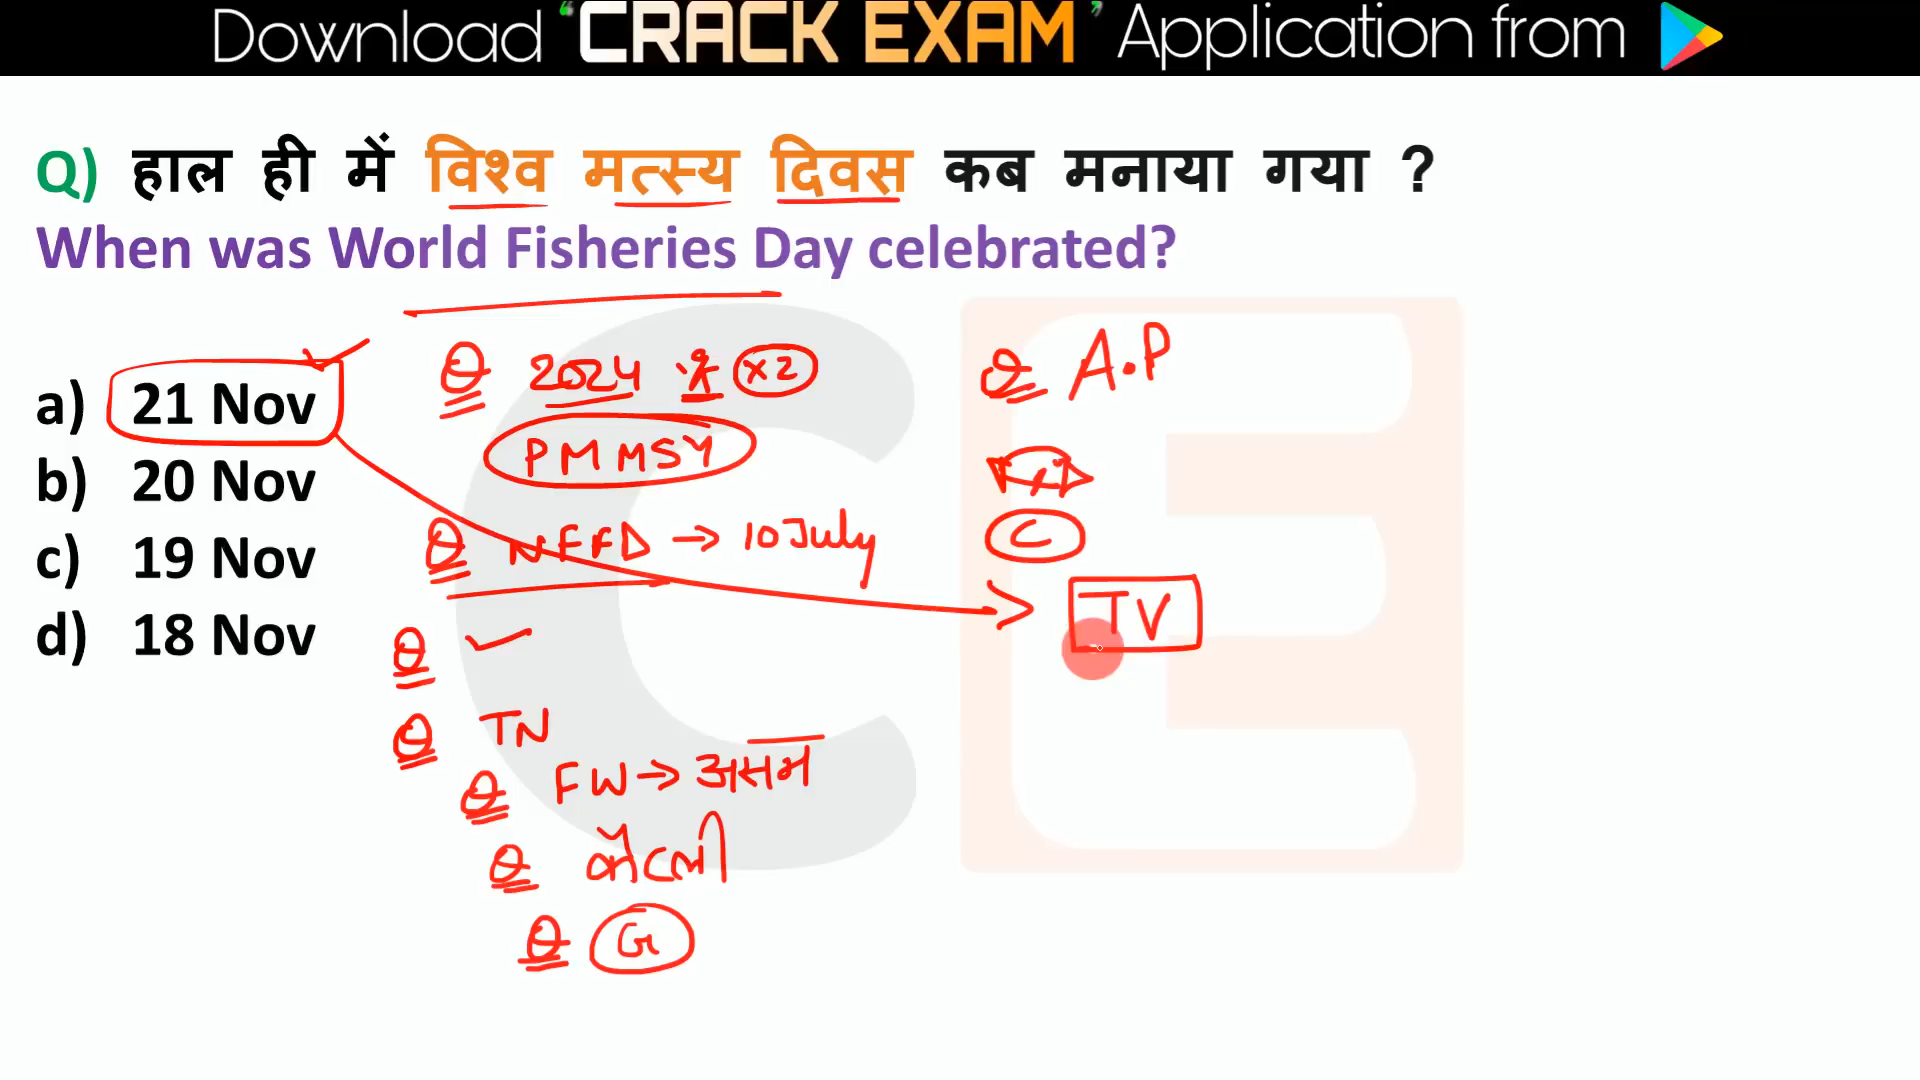 Download “CRACK EXAM” Application from
Q) हाल ही में विश्व मत्स्य दिवस कब मनाया गया ?
When was World Fisheries Day celebrated?
a) 21 Nov
b) 20 Nov
c) 19 Nov
d) 18 Nov
Q 2024 x2
PMMSY
Q NFFD → 10 July
Q
Q TN
Q FW → असम
Q
Q G
Q A.P
C
TV
CE